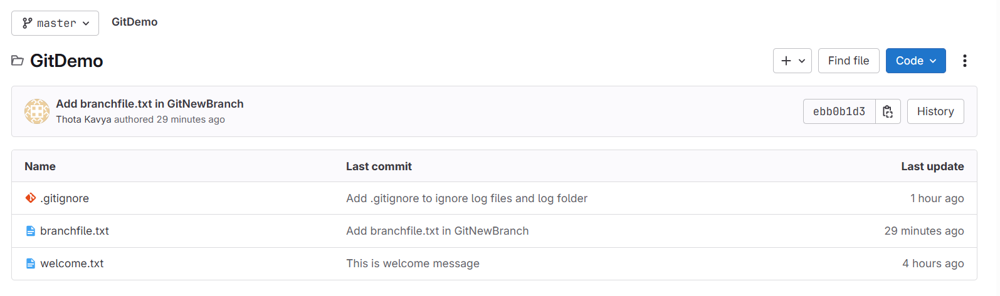 master GitDemo
GitDemo
Find file Code
Add branchfile.txt in GitNewBranch
Thota Kavya authored 29 minutes ago
ebb0b1d3 History
Name Last commit Last update
.gitignore Add .gitignore to ignore log files and log folder 1 hour ago
branchfile.txt Add branchfile.txt in GitNewBranch 29 minutes ago
welcome.txt This is welcome message 4 hours ago